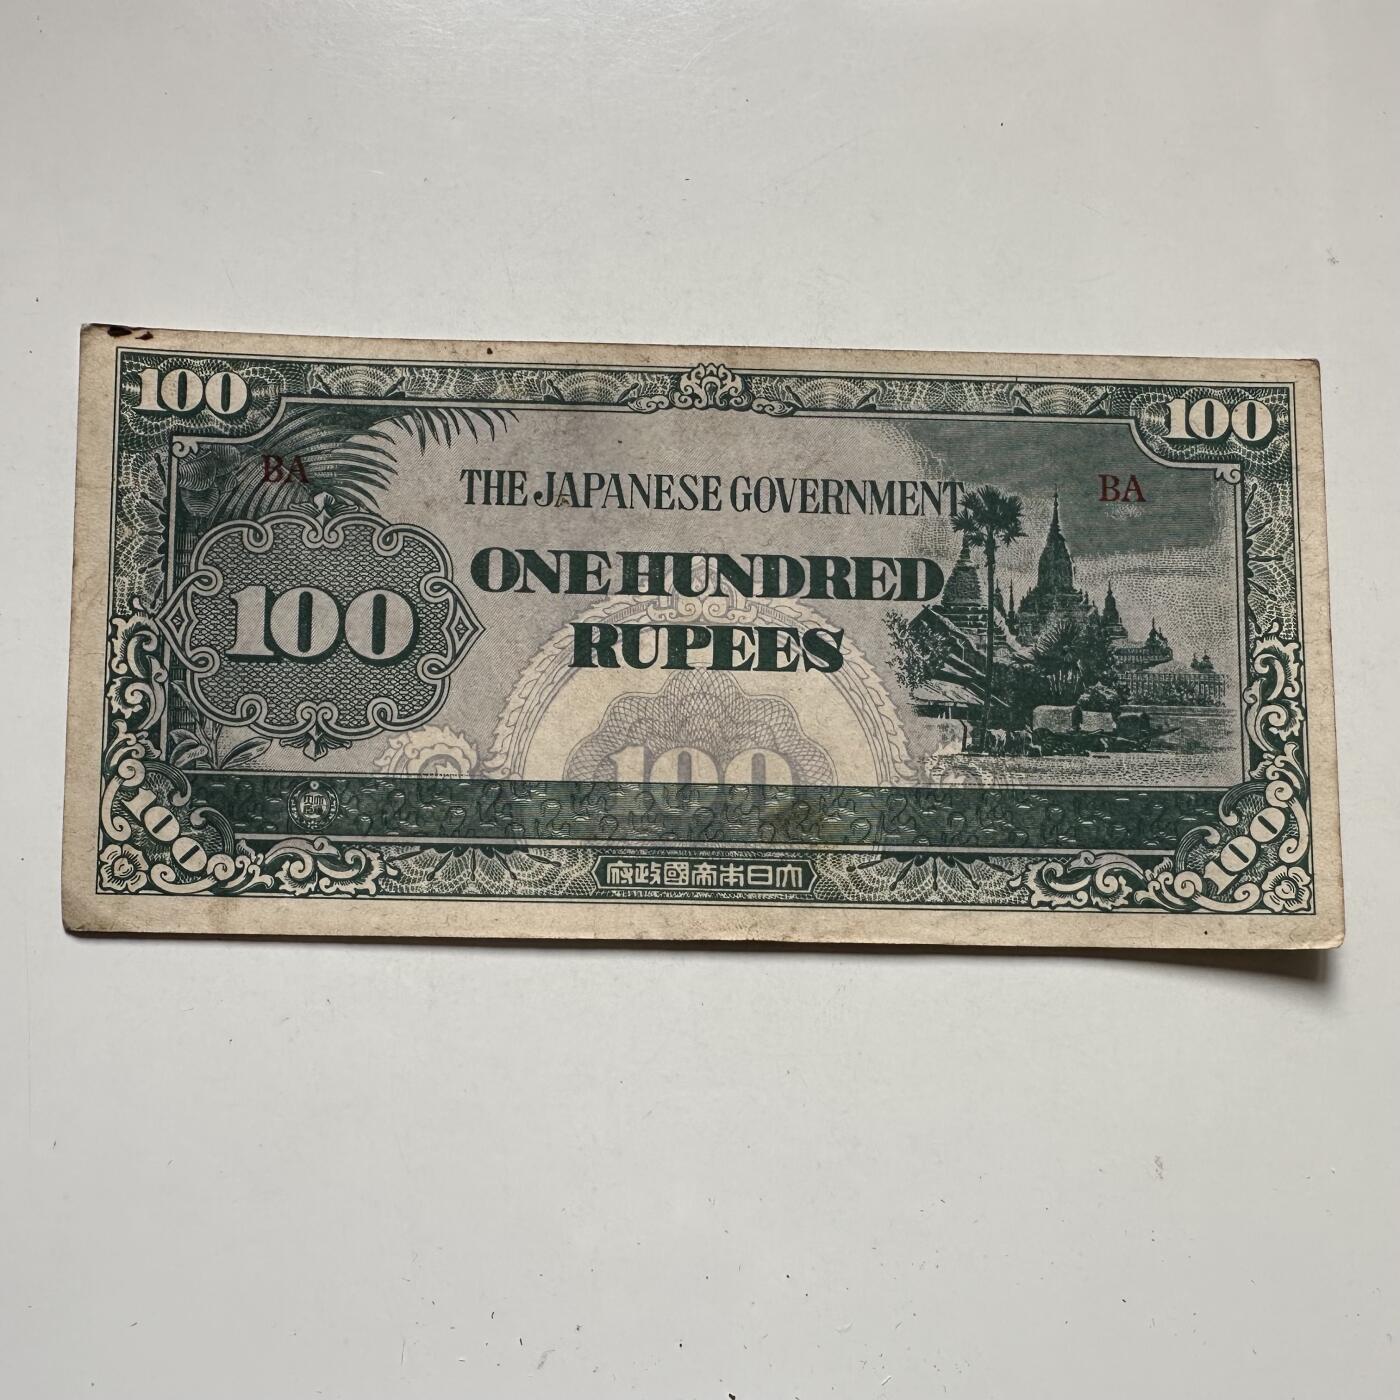 100 100
BA BA
THE JAPANESE GOVERNMENT
ONE HUNDRED
100
RUPEES
100
100 100
府政國帝本日大